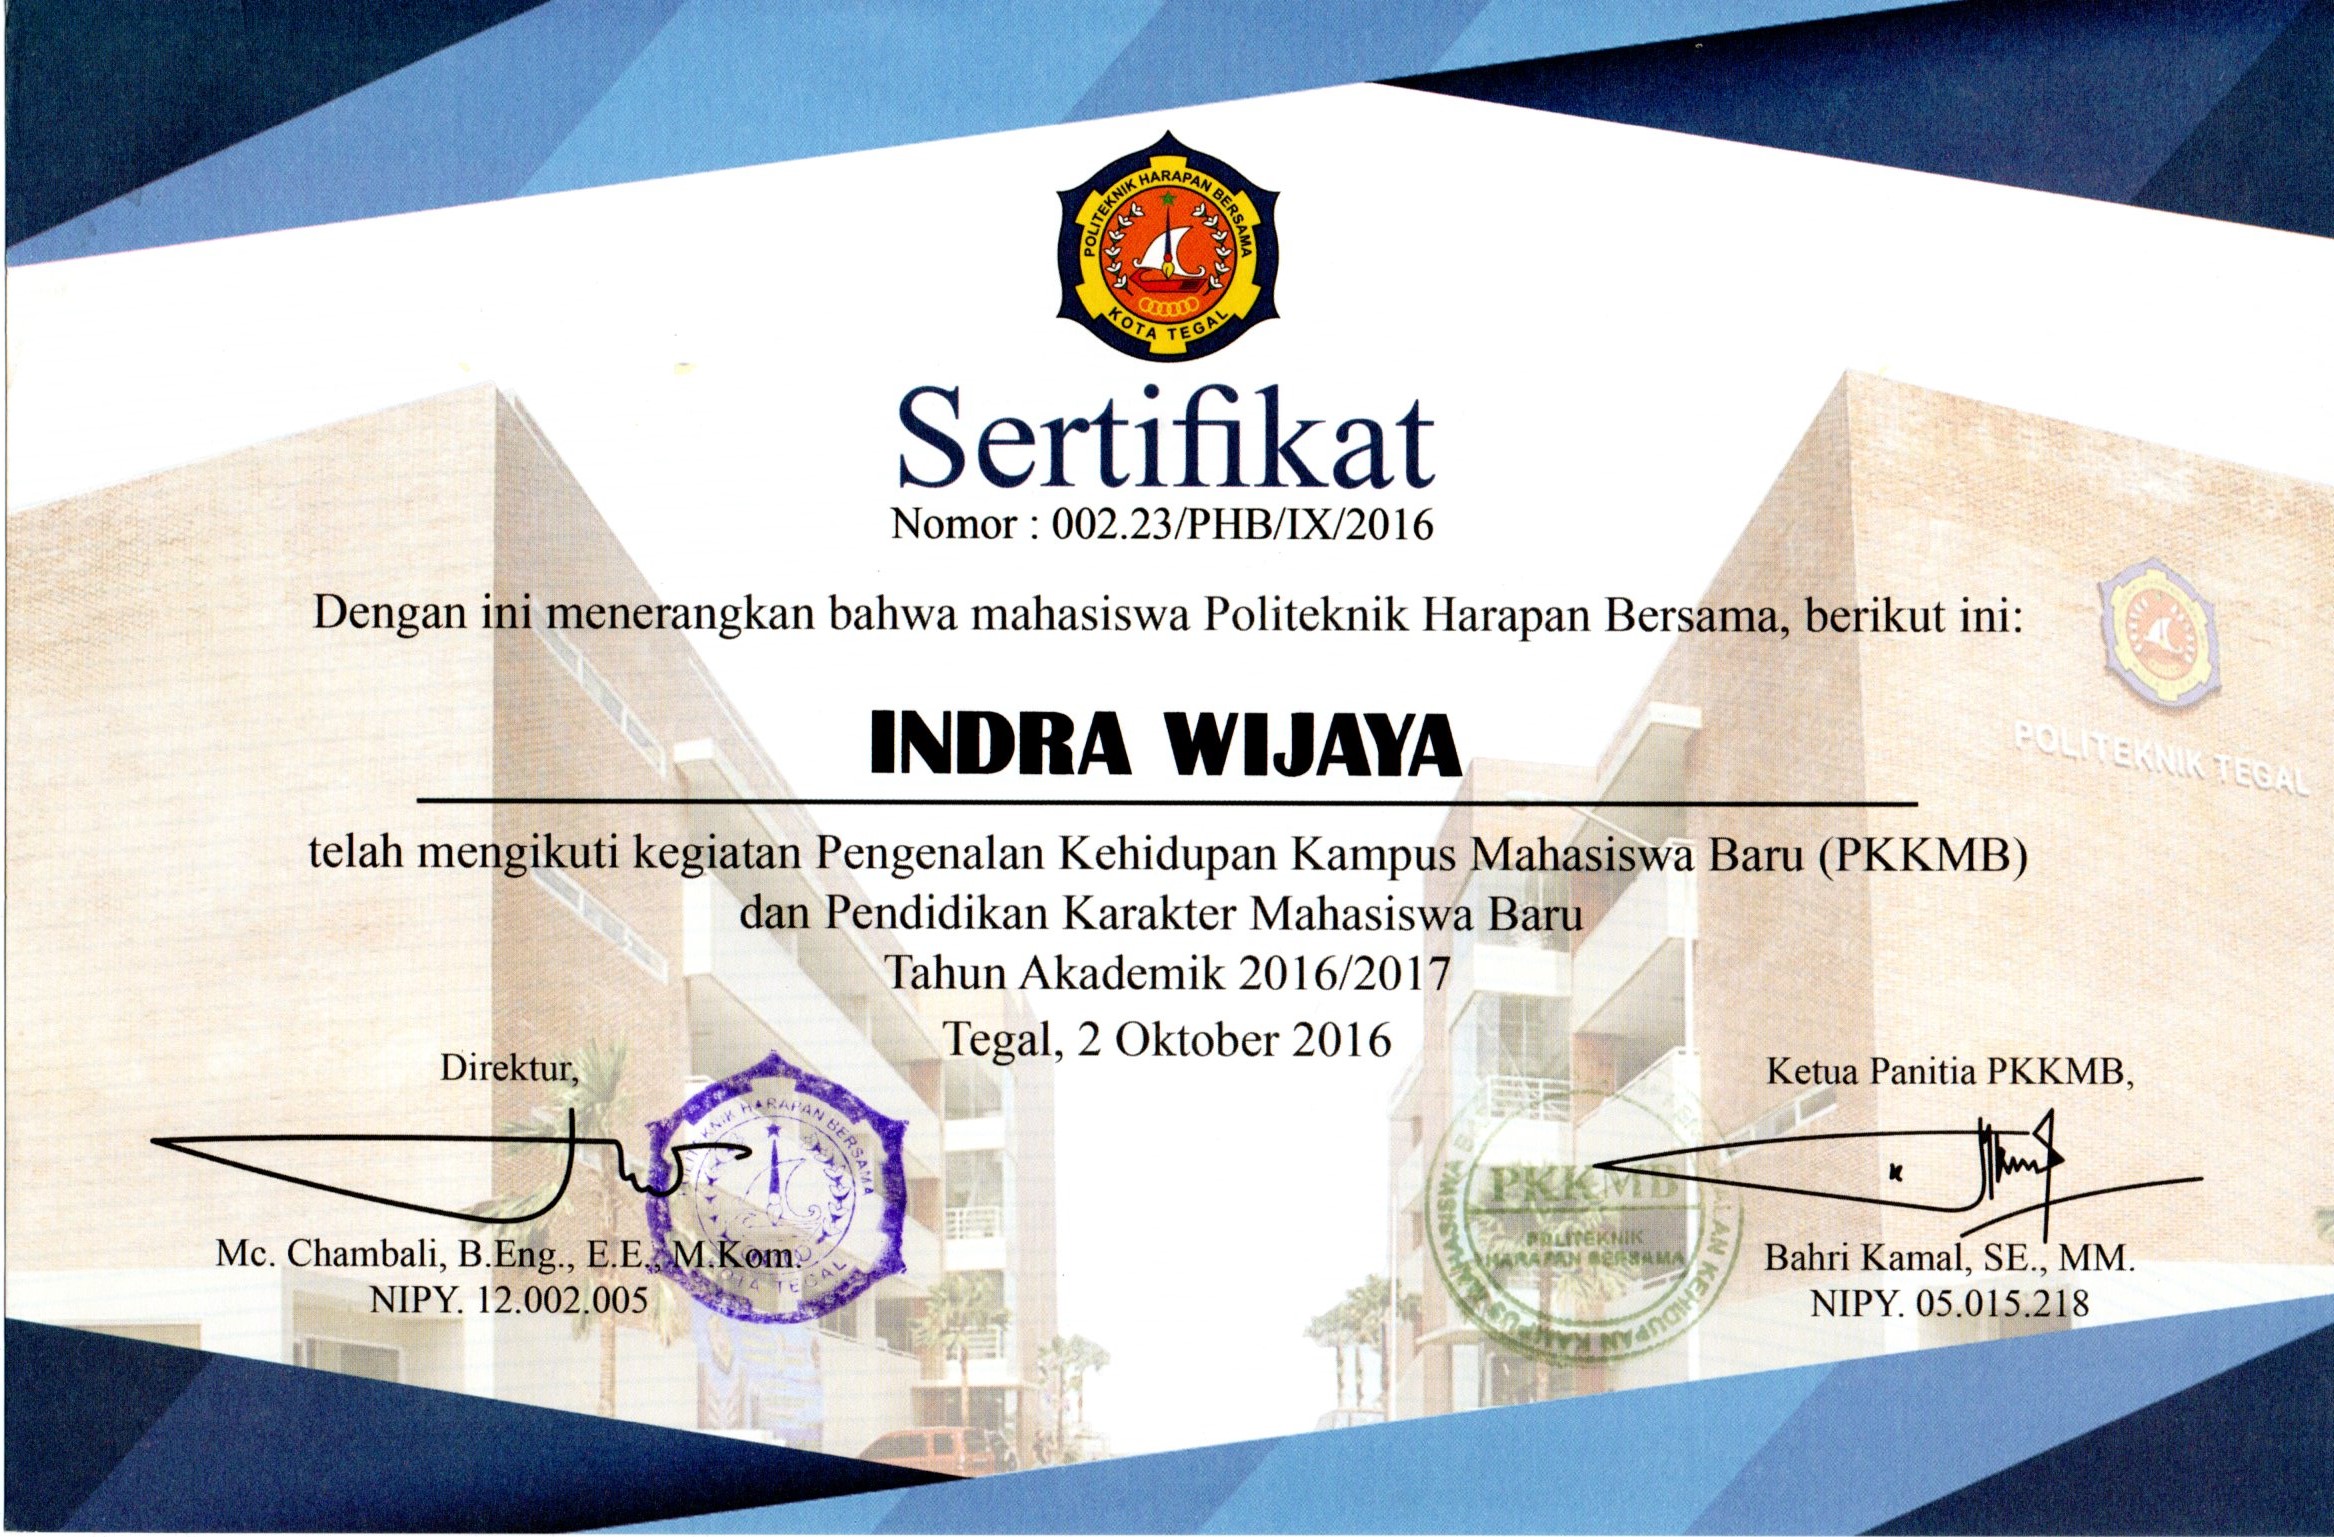 POLITEKNIK HARAPAN BERSAMA
KOTA TEGAL
Sertifikat
Nomor : 002.23/PHB/IX/2016
Dengan ini menerangkan bahwa mahasiswa Politeknik Harapan Bersama, berikut ini:
INDRA WIJAYA
POLITEKNIK TEGAL
telah mengikuti kegiatan Pengenalan Kehidupan Kampus Mahasiswa Baru (PKKMB)
dan Pendidikan Karakter Mahasiswa Baru
Tahun Akademik 2016/2017
Tegal, 2 Oktober 2016
Direktur,
HARAPAN BERSAMA
KOTA TEGAL
Mc. Chambali, B.Eng., E.E., M.Kom.
NIPY. 12.002.005
Ketua Panitia PKKMB,
KEHIDUPAN KAMPUS MAHASISWA
PKKMB
POLITEKNIK
HARAPAN BERSAMA
Bahri Kamal, SE., MM.
NIPY. 05.015.218